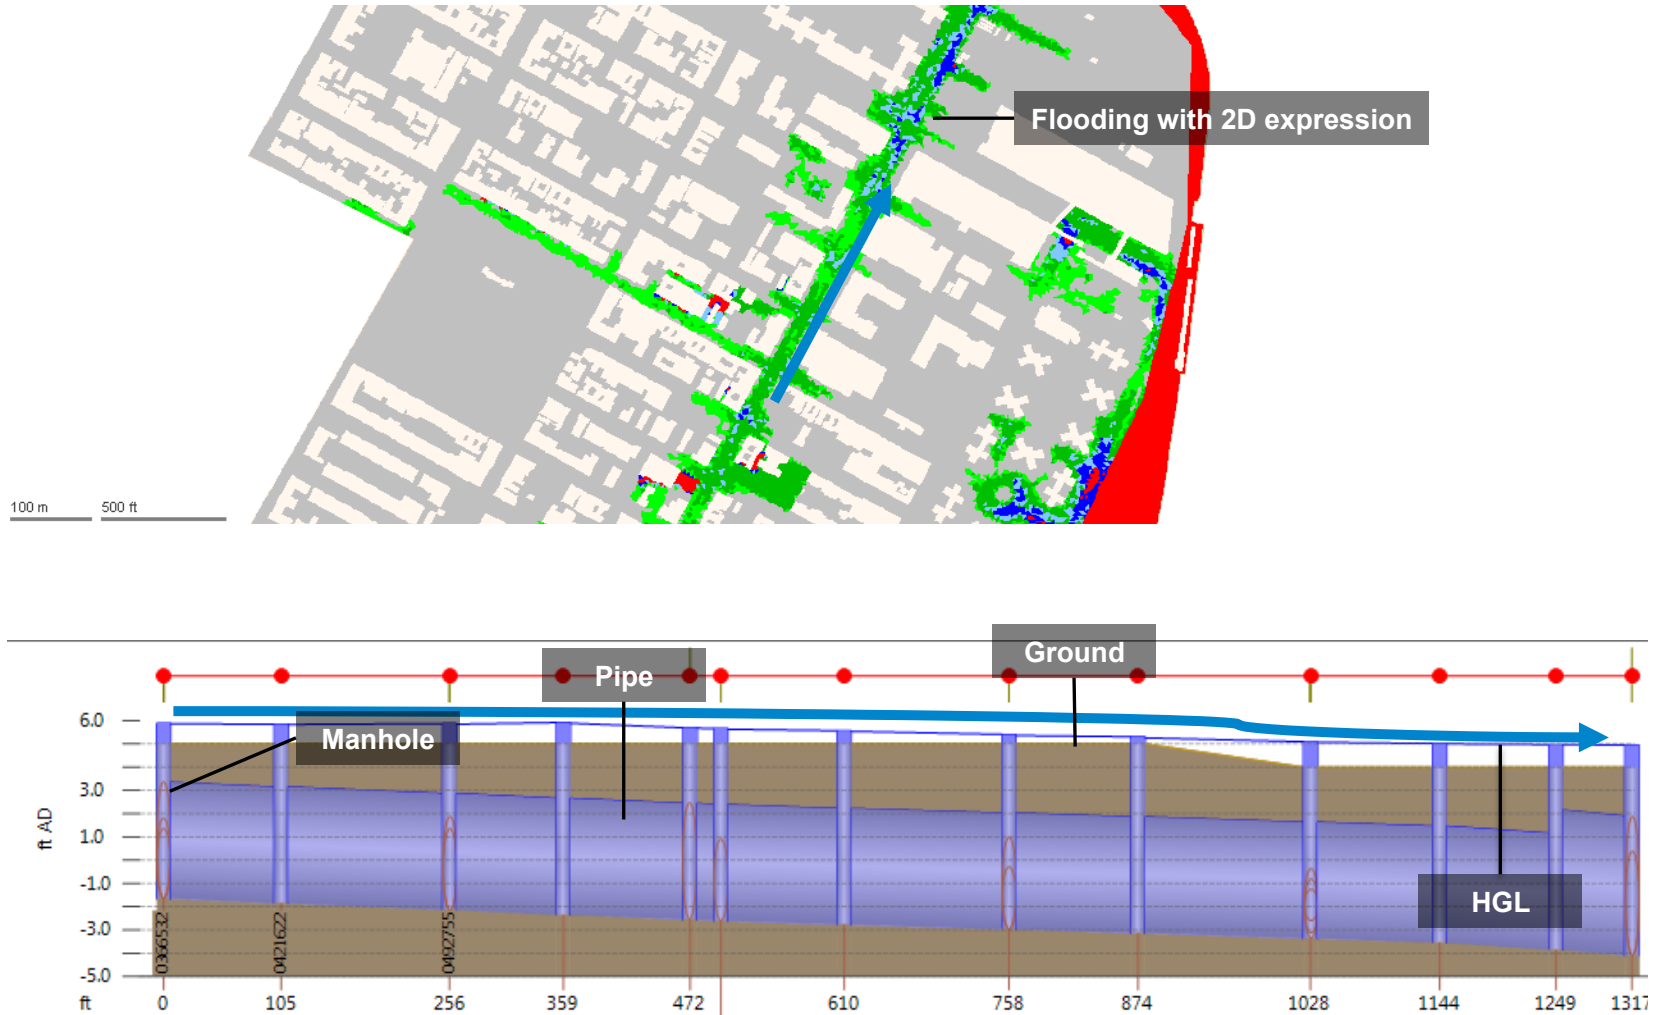 Flooding with 2D expression
100 m 500 ft
Ground
Pipe
Manhole
6.0
3.0
1.0
-1.0
-3.0
-5.0
ft AD
HGL
0366532 0421622 0492755
ft 0 105 256 359 472 610 758 874 1028 1144 1249 1317